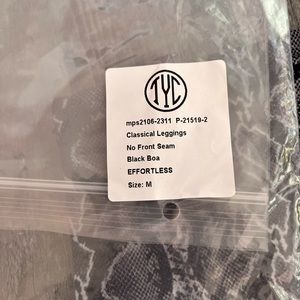 TYC
mps2106-2311 P-21519-2
Classical Leggings
No Front Seam
Black Boa
EFFORTLESS
Size: M